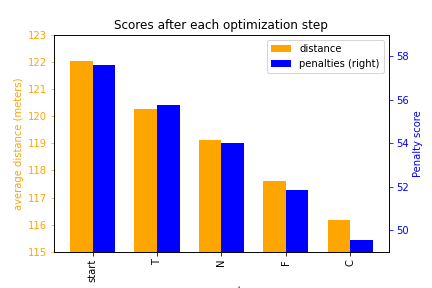 Scores after each optimization step
distance
penalties (right)
average distance (meters)
123
122
121
120
119
118
117
116
115
Penalty score
58
56
54
52
50
start
T
N
F
C